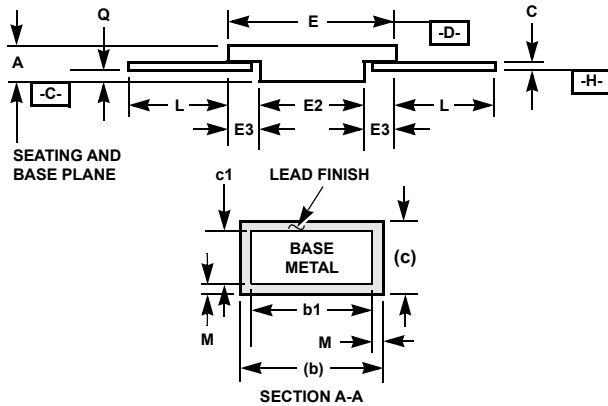 Q
E
C
-D-
A
-C-
-H-
L
E2
L
E3
E3
SEATING AND
BASE PLANE
c1
LEAD FINISH
BASE
METAL
(c)
b1
M
M
(b)
SECTION A-A